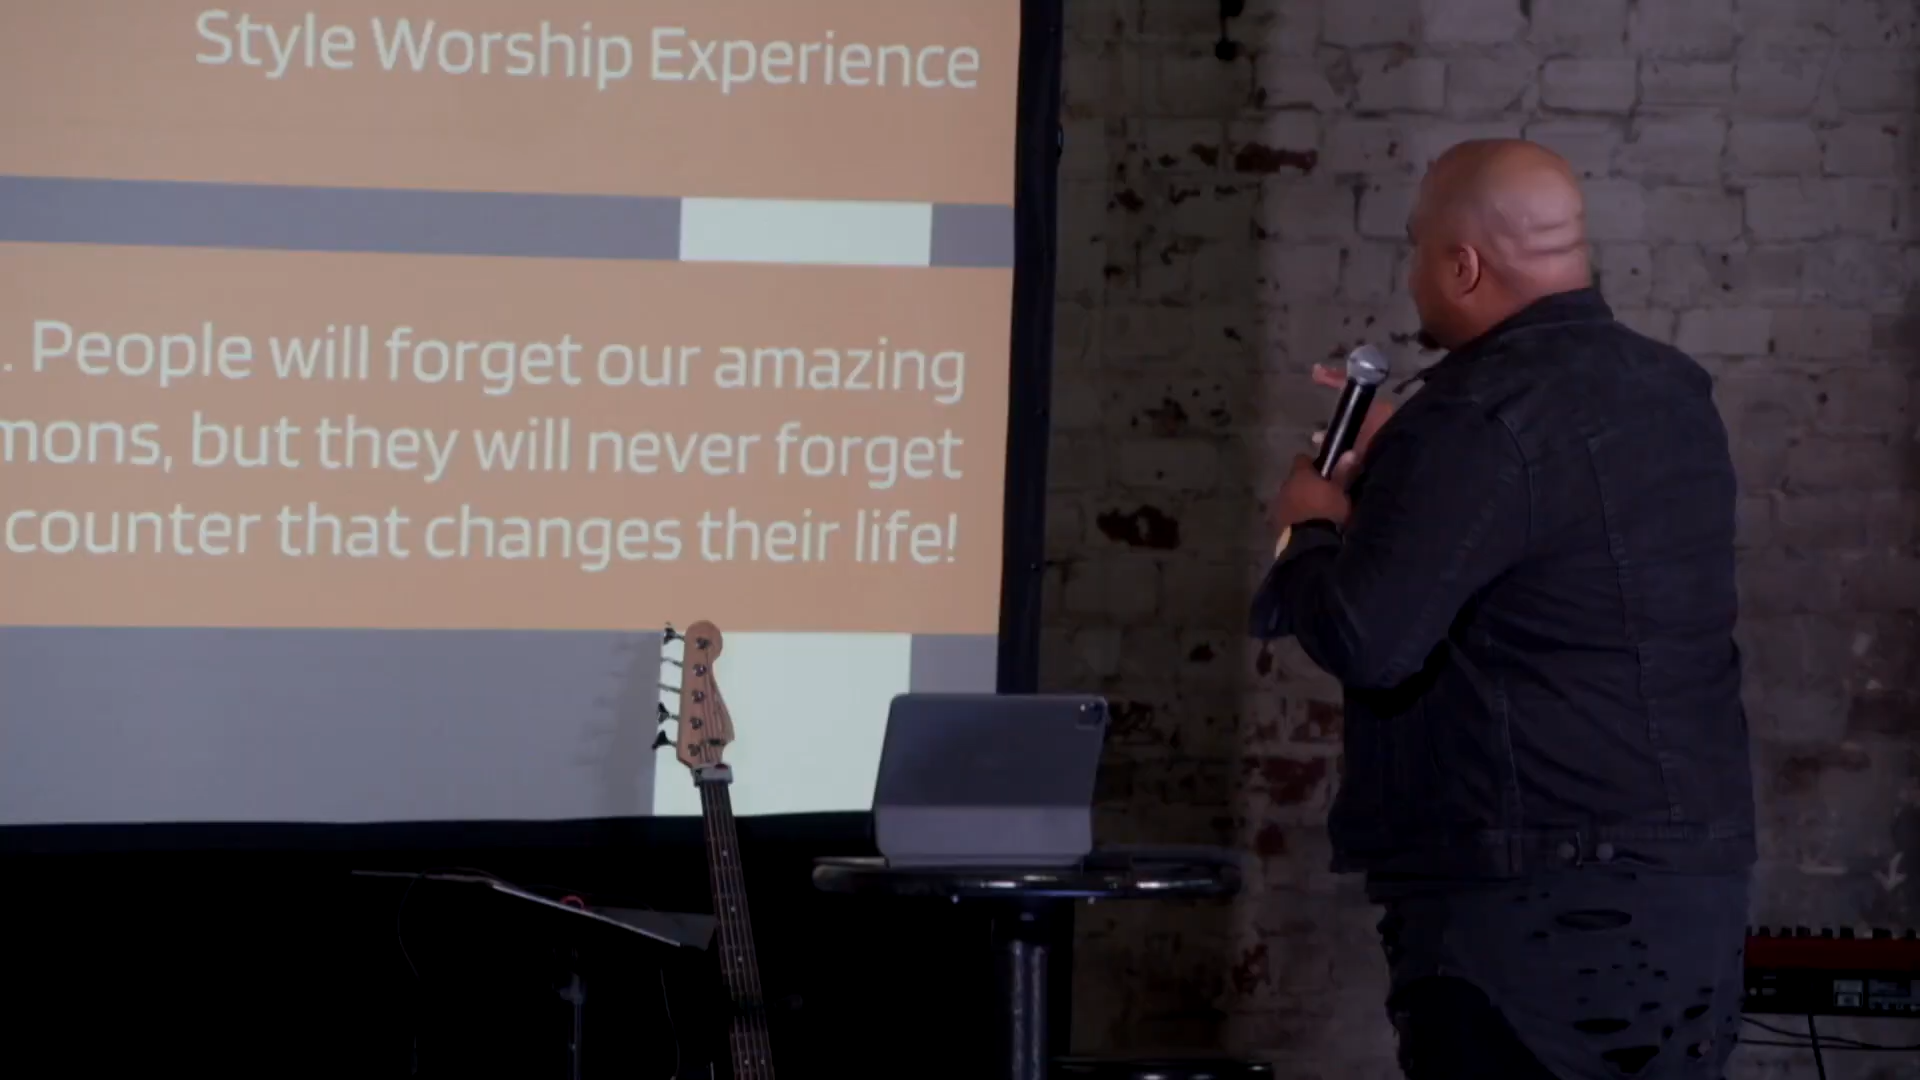 Style Worship Experience
. People will forget our amazing
mons, but they will never forget
counter that changes their life!